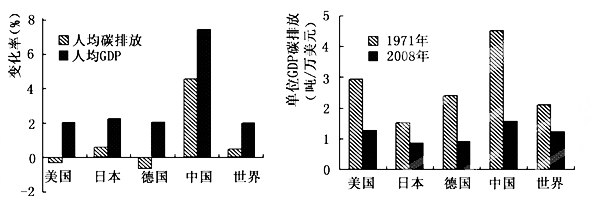 变化率(%)
8
6
4
2
0
-2
人均碳排放
人均GDP
美国
日本
德国
中国
世界
单位GDP碳排放
(吨/万美元)
5
4
3
2
1
0
1971年
2008年
美国
日本
德国
中国
世界